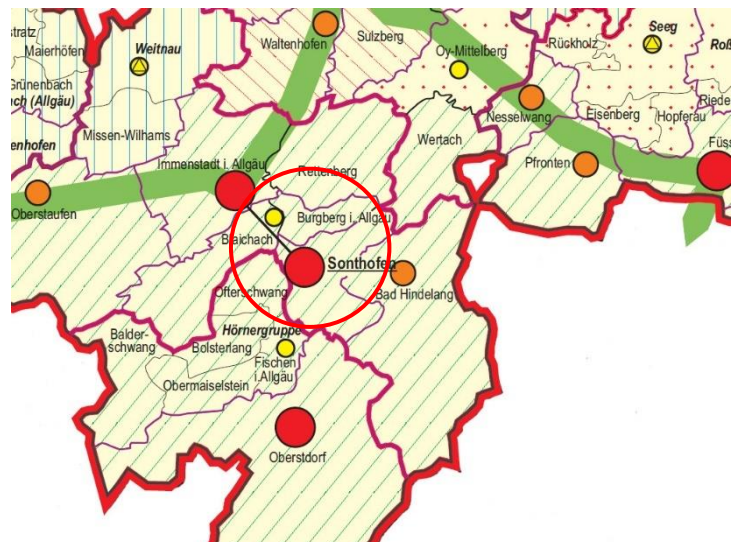 stratz
Maierhöfen
Weitnau
Waltenhofen
Sulzberg
Oy-Mittelberg
Rückholz
Seeg
Roß
Grünenbach
ach (Allgäu)
Missen-Wilhams
Nesselwang
Eisenberg
Hopferau
Riede
enhofen
Immenstadt i. Allgäu
Rettenberg
Wertach
Pfronten
Füss
Oberstaufen
Burgberg i. Allgäu
Blaichach
Sonthofen
Bad Hindelang
Ofterschwang
Balder-
schwang
Hörnergruppe
Bolsterlang
Fischen
i.Allgäu
Obermaiselstein
Oberstdorf